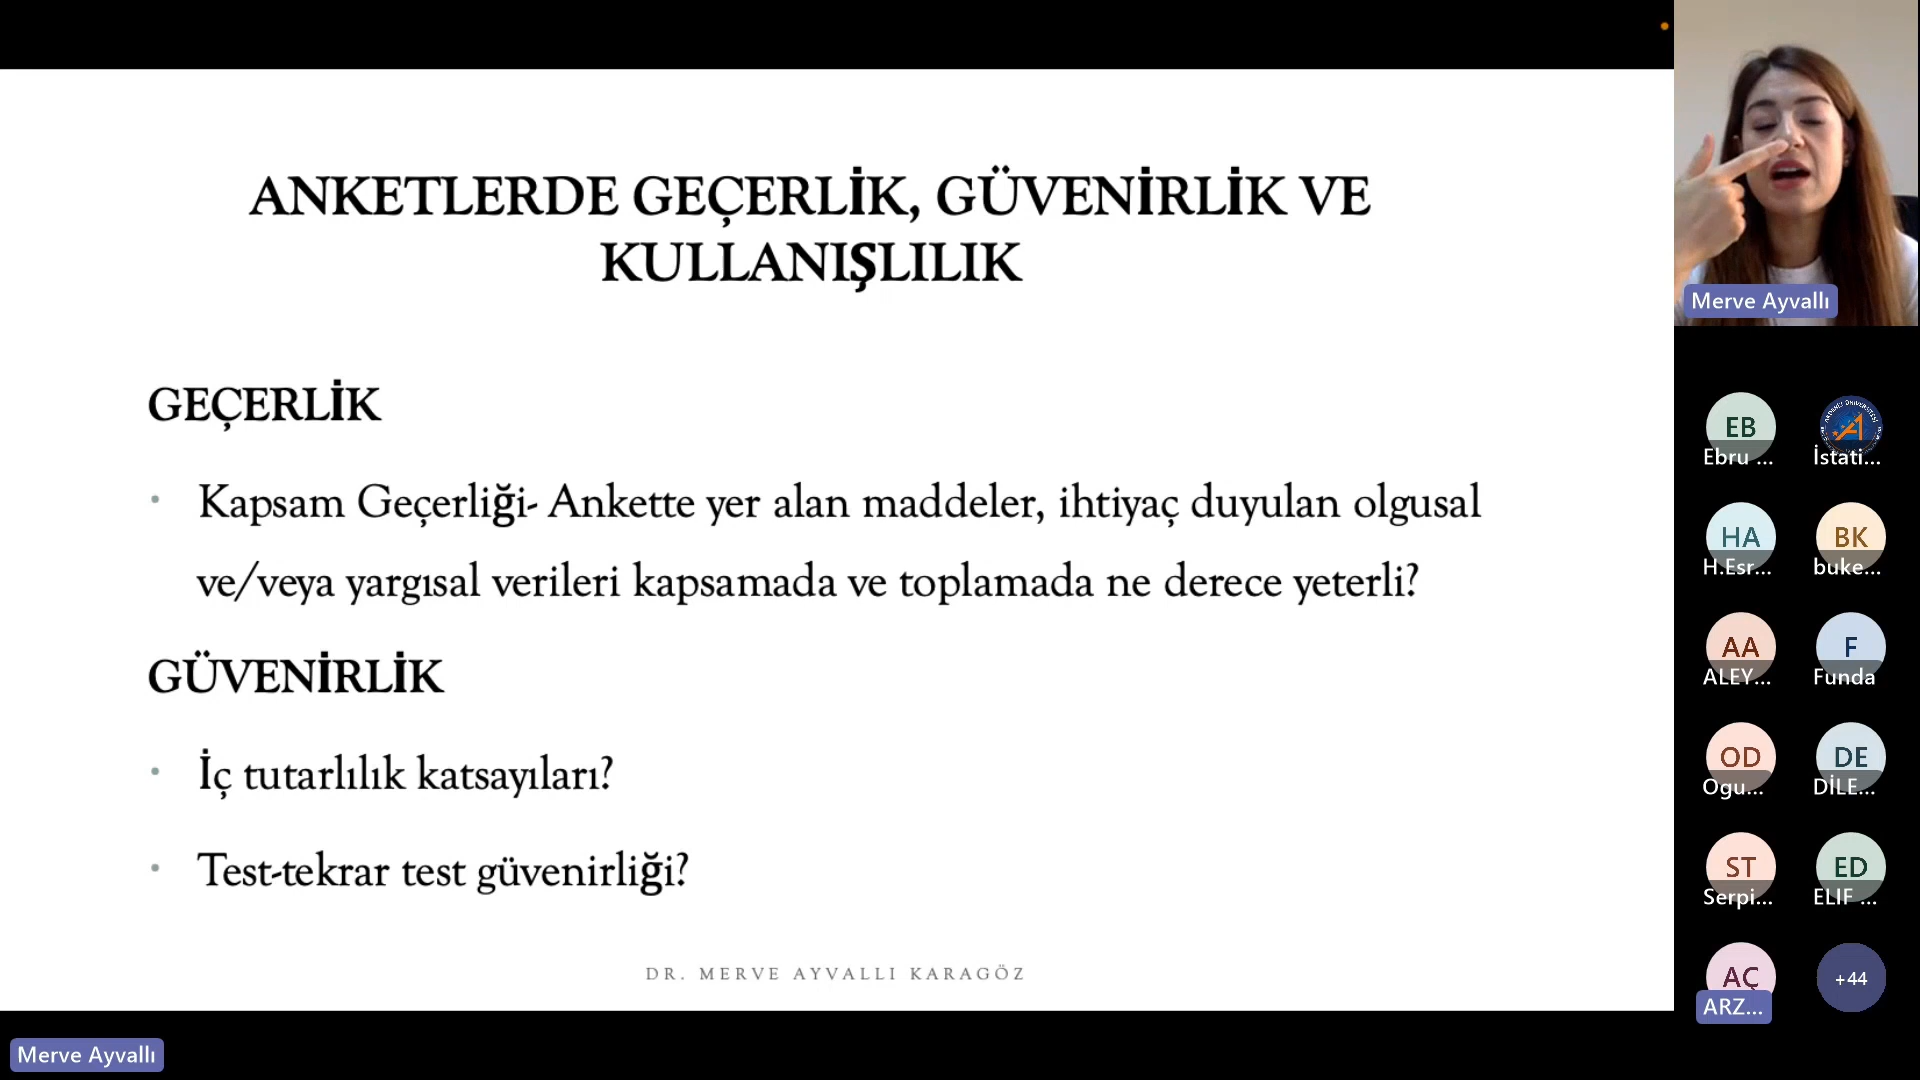 ANKETLERDE GEÇERLİK, GÜVENİRLİK VE
KULLANIŞLILIK
GEÇERLİK
• Kapsam Geçerliği- Ankette yer alan maddeler, ihtiyaç duyulan olgusal
ve/veya yargısal verileri kapsamada ve toplamada ne derece yeterli?
GÜVENİRLİK
• İç tutarlılık katsayıları?
• Test-tekrar test güvenirliği?
DR. MERVE AYVALLI KARAGÖZ
Merve Ayvallı
Merve Ayvallı
EB
Ebru ...
İstati...
HA
H.Esr...
BK
buke...
AA
ALEY...
F
Funda
OD
Ogu...
DE
DİLE...
ST
Serpi...
ED
ELIF ...
AÇ
ARZ...
+44